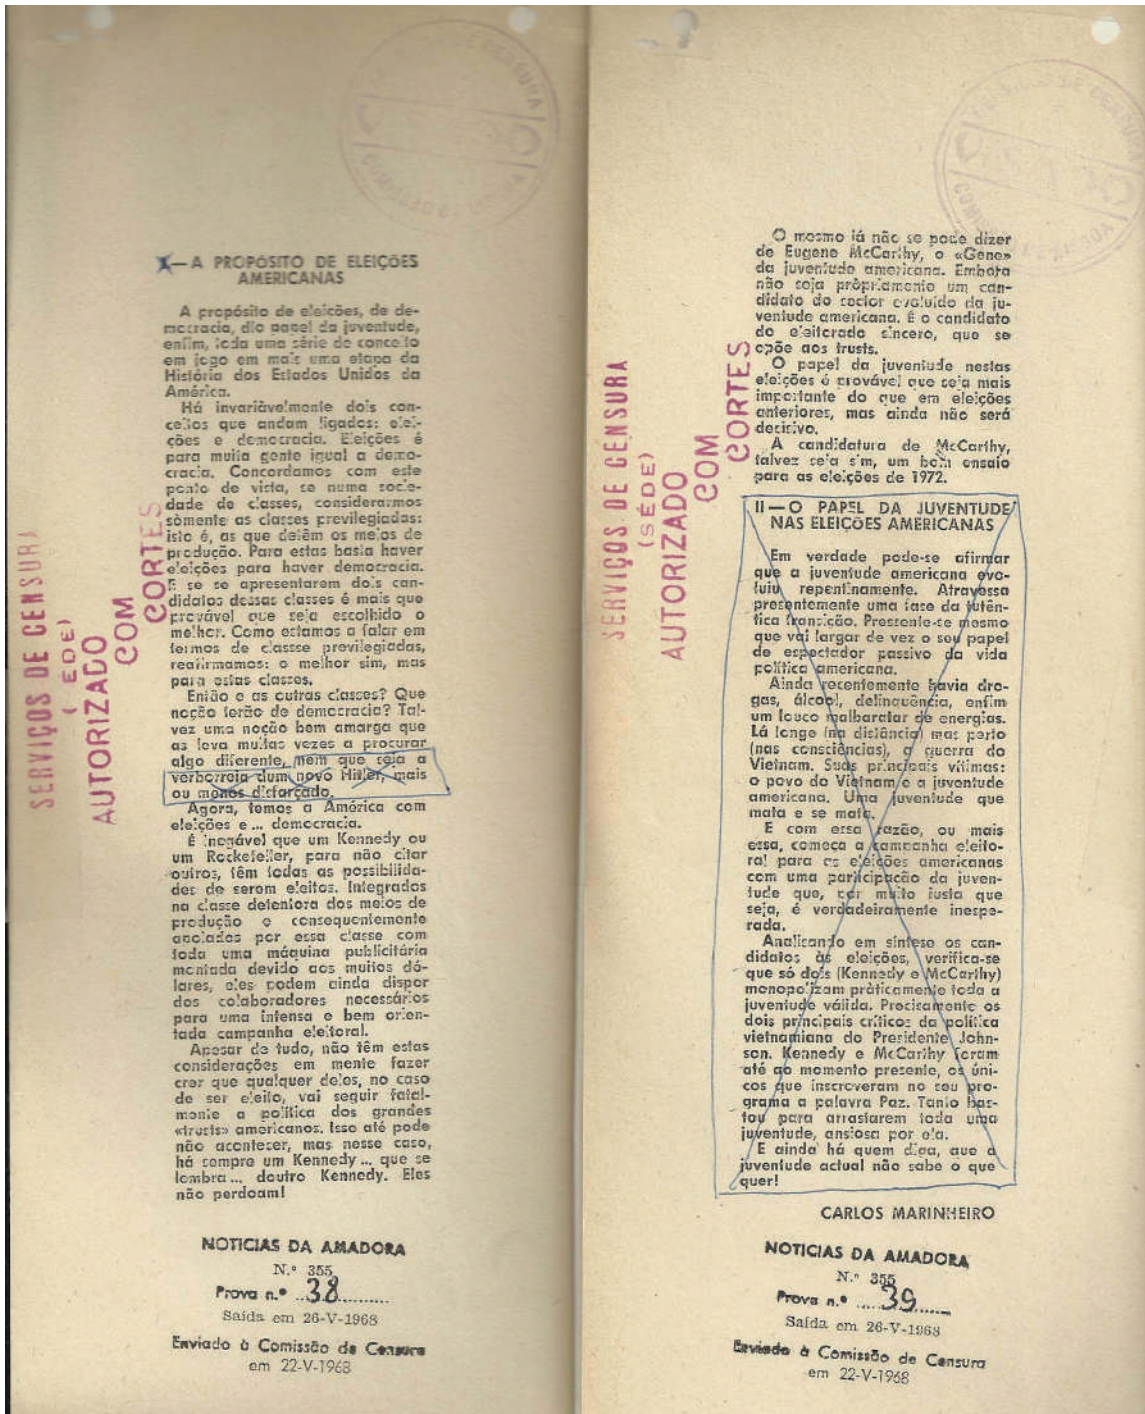 I — A PROPÓSITO DE ELEIÇÕES
AMERICANAS
A propósito de eleições, de de-
mocracia, dio papel da juventude,
enfim, toda uma série de conceito
em jogo em mais uma etapa da
História dos Estados Unidos da
América.
Há invariàvelmente dois con-
ceitos que andam ligados: elei-
ções e democracia. Eleições é
para muita gente igual a demo-
cracia. Concordamos com este
ponto de vista, se numa socie-
dade de classes, considerarmos
sòmente as classes previlegiadas:
isto é, as que detêm os meios de
produção. Para estas basta haver
eleições para haver democracia.
E se se apresentarem dois can-
didatos dessas classes é mais que
provável que seja escolhido o
melhor. Como estamos a falar em
termos de classse previlegiadas,
reafirmamos: o melhor sim, mas
para estas classes.
Então e as outras classes? Que
noção terão de democracia? Tal-
vez uma noção bem amarga que
as leva muitas vezes a procurar
algo diferente, nem que seja a
verborreia dum novo Hitler, mais
ou menos disfarçado.
Agora, temos a América com
eleições e... democracia.
É inegável que um Kennedy ou
um Rockefeller, para não citar
outros, têm todas as possibilida-
des de serem eleitos. Integrados
na classe detentora dos meios de
produção e consequentemente
apoiados por essa classe com
toda uma máquina publicitária
montada devido aos muitos dó-
lares, eles podem ainda dispor
dos colaboradores necessários
para uma intensa e bem orien-
tada campanha eleitoral.
Apesar de tudo, não têm estas
considerações em mente fazer
crer que qualquer deles, no caso
de ser eleito, vai seguir fatal-
mente a política dos grandes
«trusts» americanos. Isso até pode
não acontecer, mas nesse caso,
há sempre um Kennedy... que se
lembra... doutro Kennedy. Eles
não perdoam!
NOTICIAS DA AMADORA
N.º 355
Prova n.º 38
Saída em 26-V-1968
Enviado à Comissão de Censura
em 22-V-1968
SERVIÇOS DE CENSURA
(SÉDE)
AUTORIZADO
COM
CORTES
O mesmo já não se pode dizer
de Eugene McCarthy, o «Gene»
da juventude americana. Embora
não seja pròpriamente um can-
didato do sector evoluído da ju-
ventude americana. É o candidato
do eleitorado sincero, que se
opõe aos trusts.
O papel da juventude nestas
eleições é provável que seja mais
importante do que em eleições
anteriores, mas ainda não será
decisivo.
A candidatura de McCarthy,
talvez seja sim, um bom ensaio
para as eleições de 1972.
II — O PAPEL DA JUVENTUDE
NAS ELEIÇÕES AMERICANAS
Em verdade pode-se afirmar
que a juventude americana evo-
luiu repentinamente. Atravessa
presentemente uma fase da autên-
tica transição. Pressente-se mesmo
que vai largar de vez o seu papel
de espectador passivo da vida
política americana.
Ainda recentemente havia dro-
gas, álcool, delinquência, enfim
um louco malbaratar de energias.
Lá longe (na distância) mas perto
(nas consciências), a guerra do
Vietnam. Suas principais vítimas:
o povo do Vietnam e a juventude
americana. Uma juventude que
mata e se mata.
E com essa razão, ou mais
essa, começa a campanha eleito-
ral para as eleições americanas
com uma participação da juven-
tude que, por muito justa que
seja, é verdadeiramente inespe-
rada.
Analisando em síntese os can-
didatos às eleições, verifica-se
que só dois (Kennedy e McCarthy)
monopolizam pràticamente toda a
juventude válida. Precisamente os
dois principais críticos da política
vietnamiana do Presidente John-
son. Kennedy e McCarthy foram
até ao momento presente, os úni-
cos que inscreveram no seu pro-
grama a palavra Paz. Tanto bas-
tou para arrastarem toda uma
juventude, ansiosa por ela.
E ainda há quem diga, que a
juventude actual não sabe o que
quer!
CARLOS MARINHEIRO
NOTICIAS DA AMADORA
N.º 355
Prova n.º 39
Saída em 26-V-1968
Enviado à Comissão de Censura
em 22-V-1968
SERVIÇOS DE CENSURA
(SÉDE)
AUTORIZADO
COM
CORTES